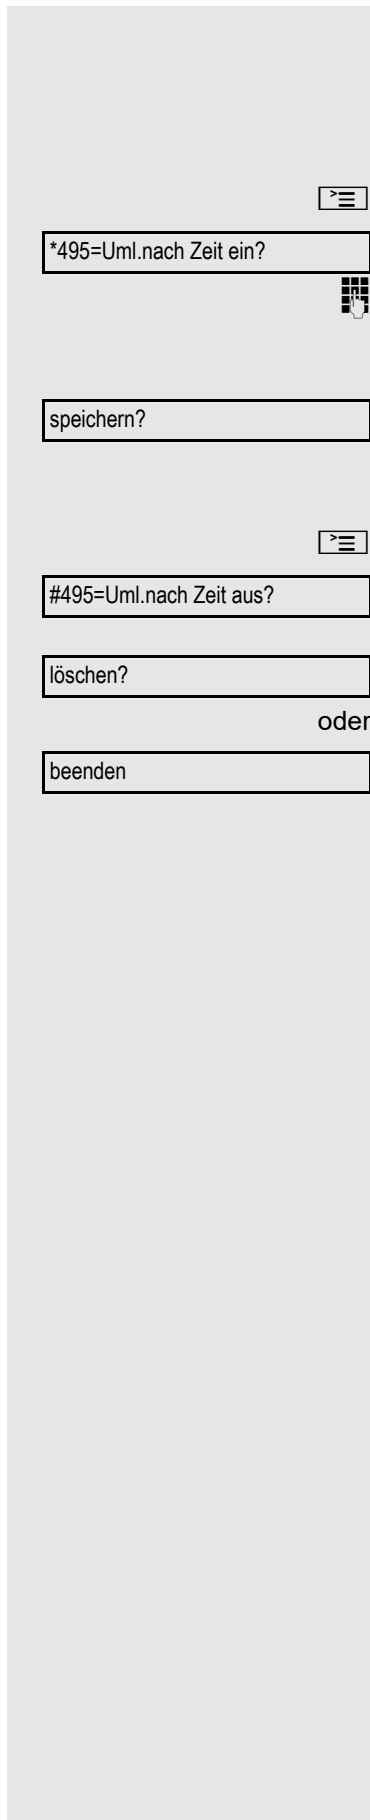 *495=Uml.nach Zeit ein?
speichern?
#495=Uml.nach Zeit aus?
löschen?
oder
beenden